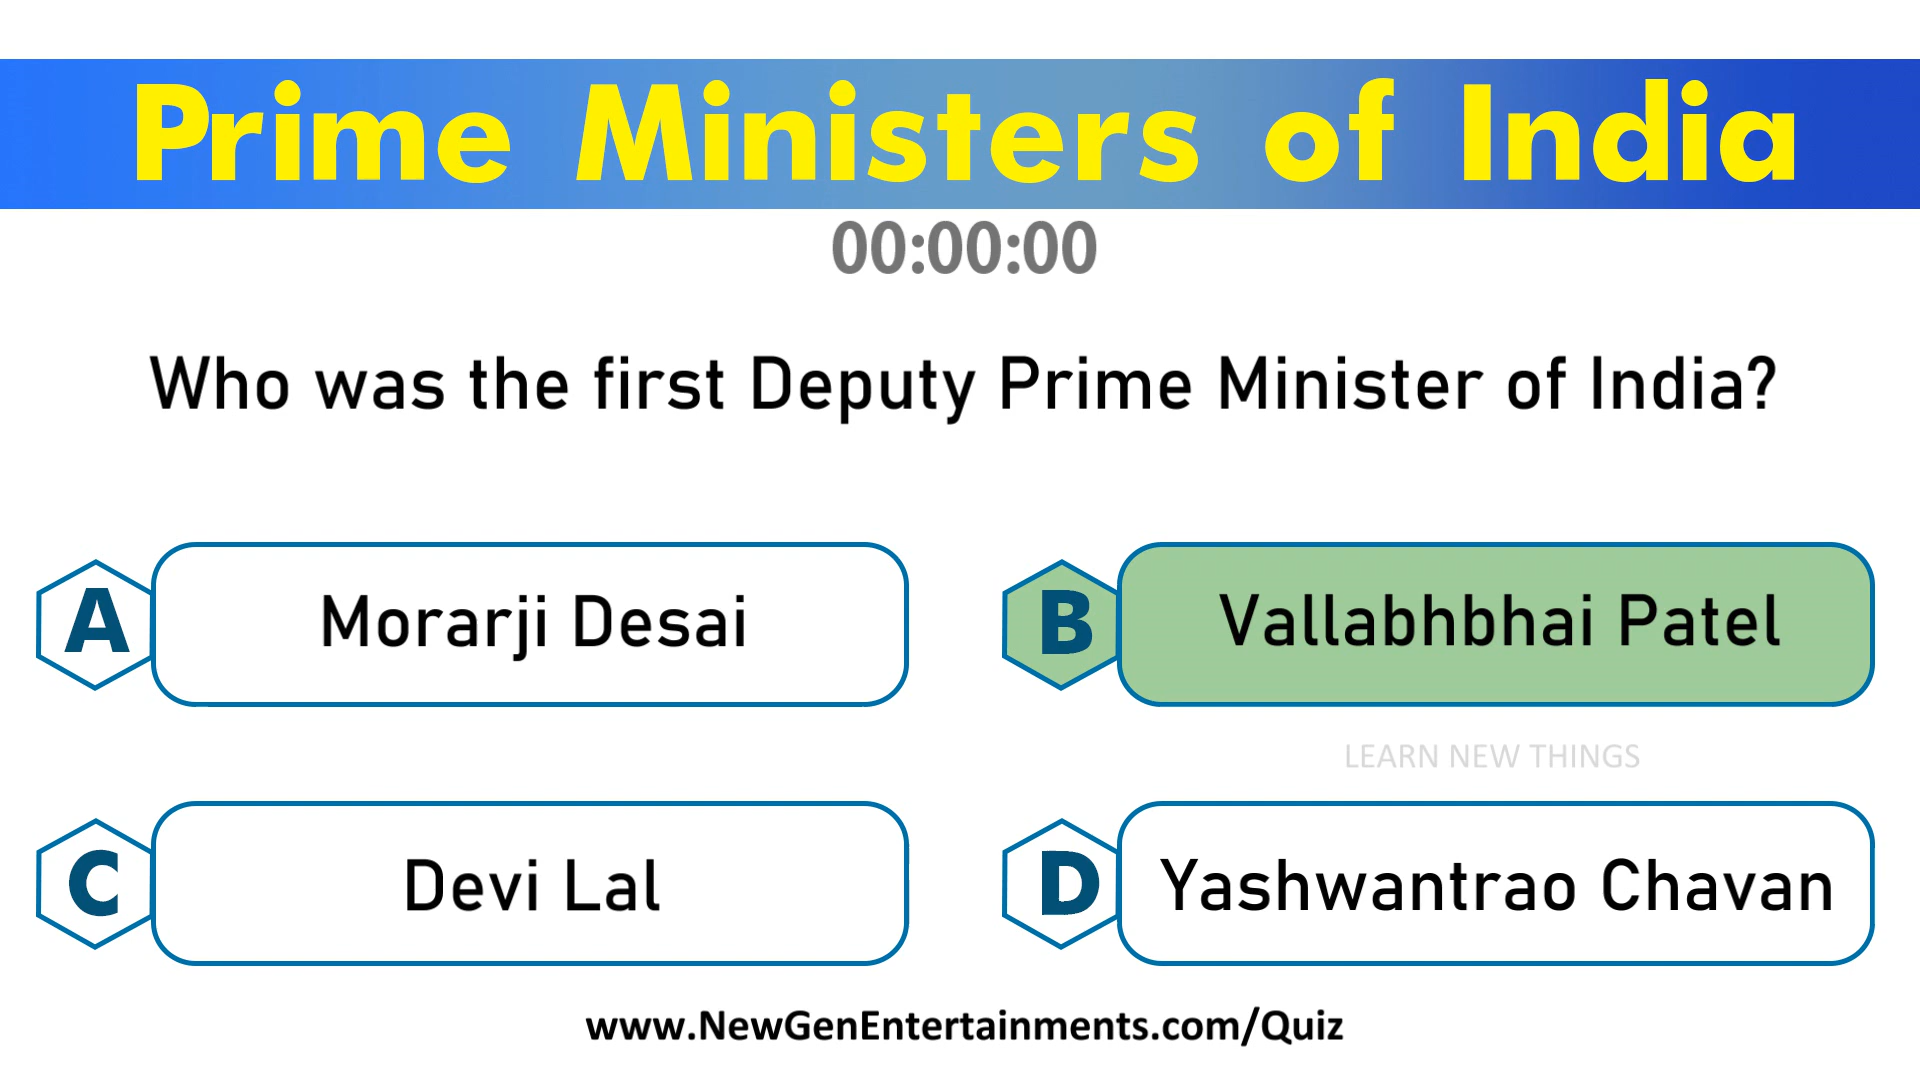 Prime Ministers of India
00:00:00
Who was the first Deputy Prime Minister of India?
A Morarji Desai
B Vallabhbhai Patel
LEARN NEW THINGS
C Devi Lal
D Yashwantrao Chavan
www.NewGenEntertainments.com/Quiz